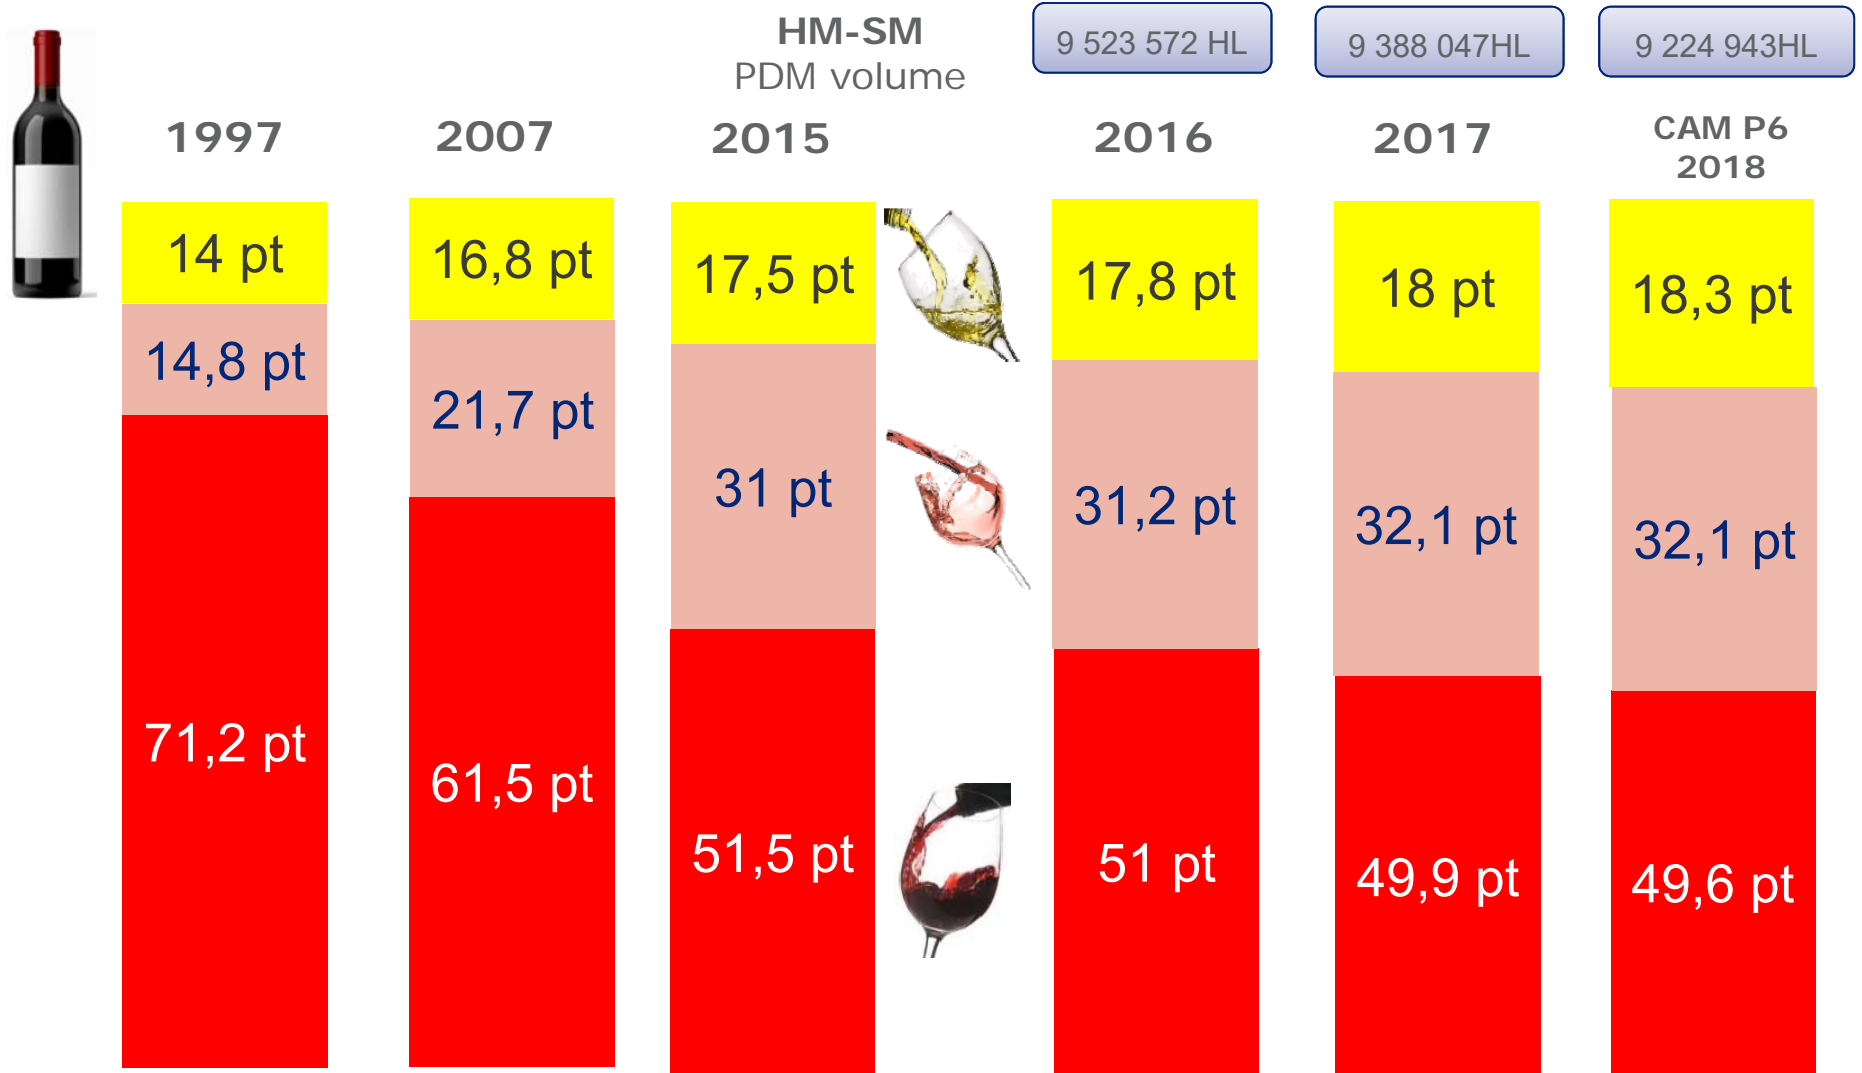 HM-SM
PDM volume
9 523 572 HL
9 388 047HL
9 224 943HL
1997
2007
2015
2016
2017
CAM P6
2018
14 pt
16,8 pt
17,5 pt
17,8 pt
18 pt
18,3 pt
14,8 pt
21,7 pt
31 pt
31,2 pt
32,1 pt
32,1 pt
71,2 pt
61,5 pt
51,5 pt
51 pt
49,9 pt
49,6 pt